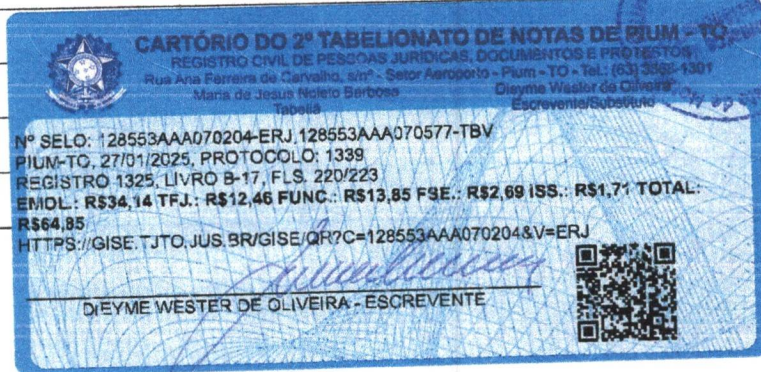 CARTÓRIO DO 2º TABELIONATO DE NOTAS DE PIUM - TO
REGISTRO CIVIL DE PESSOAS JURÍDICAS, DOCUMENTOS E PROTESTOS
Rua Ana Ferreira de Carvalho, s/nº - Setor Aeroporto - Pium - TO - Tel.: (63) 3368-1301
Maria de Jesus Noleto Barbosa
Tabeliã
Dieyme Wester de Oliveira
Escrevente/Substituto
Nº SELO: 128553AAA070204-ERJ,128553AAA070577-TBV
PIUM-TO, 27/01/2025, PROTOCOLO: 1339
REGISTRO 1325, LIVRO B-17, FLS. 220/223
EMOL.: R$34,14 TFJ.: R$12,46 FUNC.: R$13,85 FSE.: R$2,69 ISS.: R$1,71 TOTAL:
R$64,85
HTTPS://GISE.TJTO.JUS.BR/GISE/QR?C=128553AAA070204&V=ERJ
DIEYME WESTER DE OLIVEIRA - ESCREVENTE